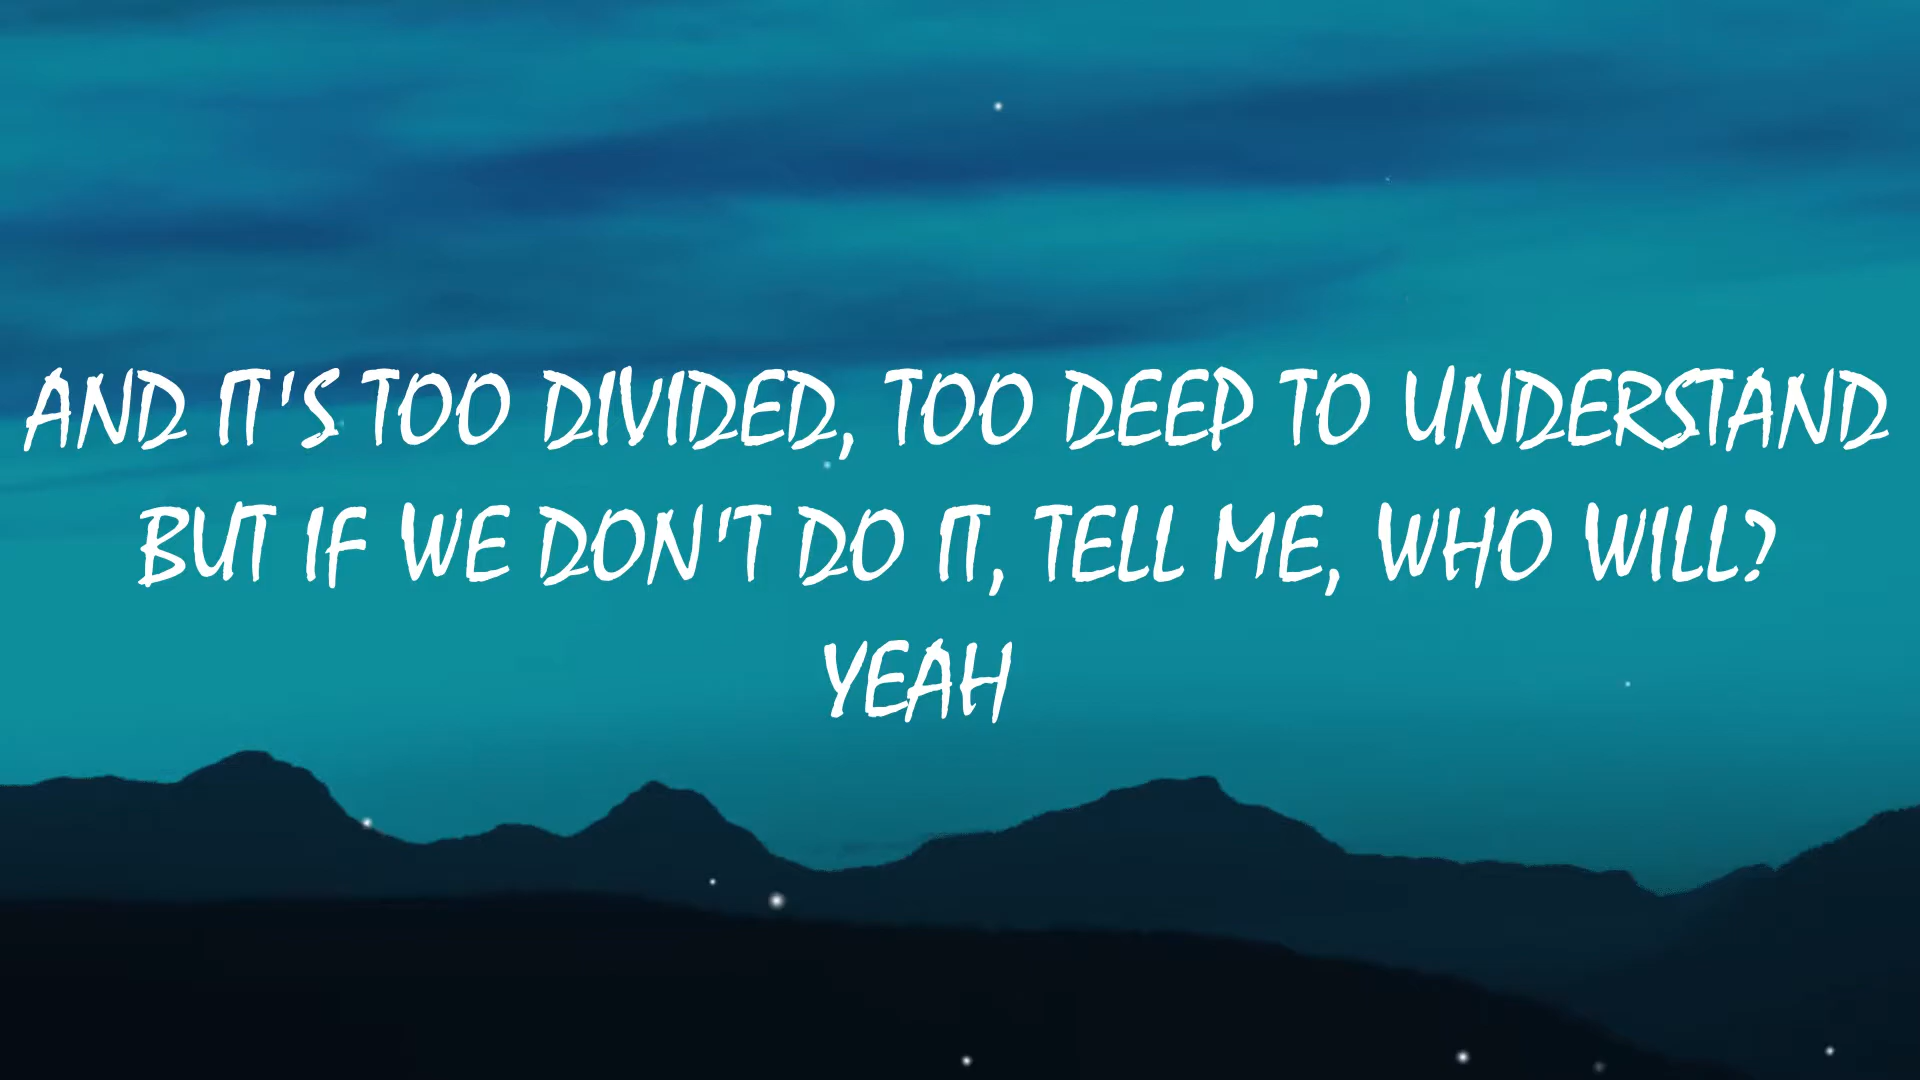 AND IT'S TOO DIVIDED, TOO DEEP TO UNDERSTAND
BUT IF WE DON'T DO IT, TELL ME, WHO WILL?
YEAH